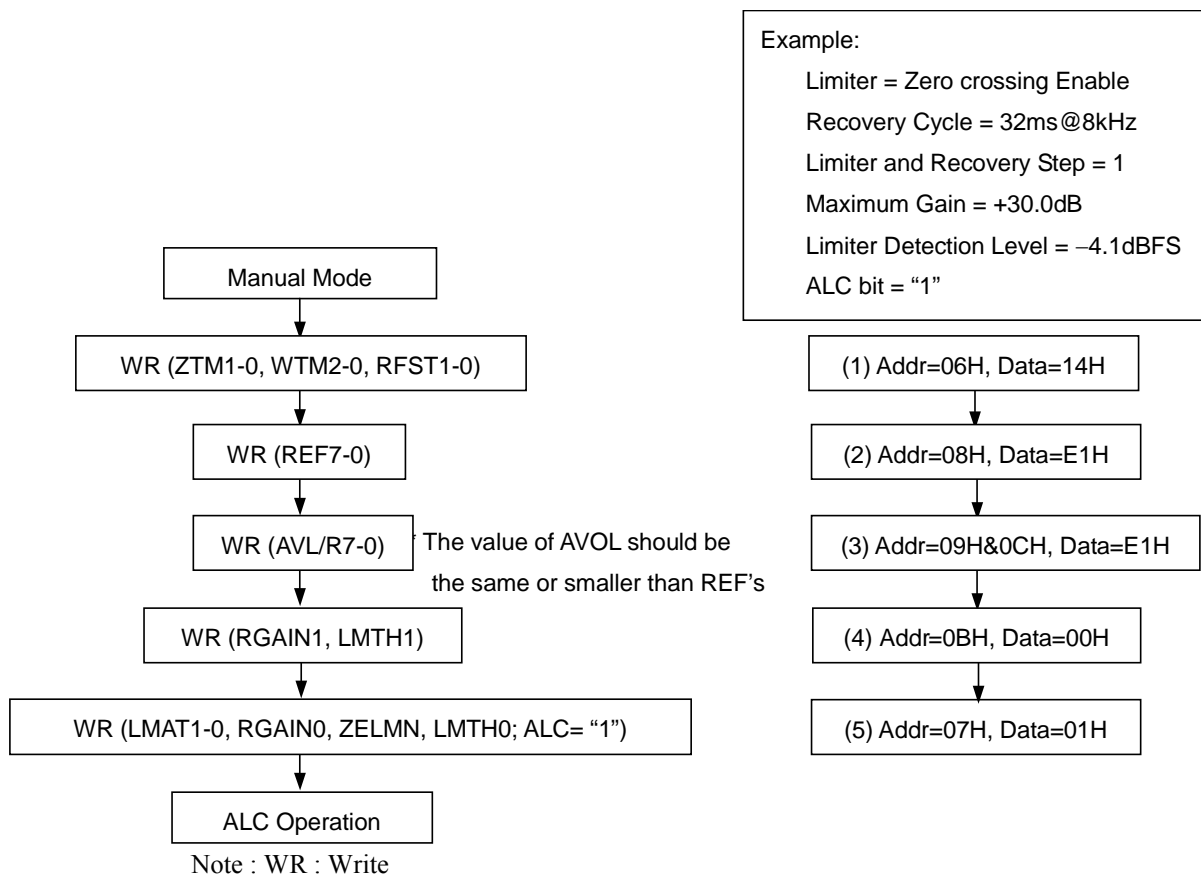 Example:
Limiter = Zero crossing Enable
Recovery Cycle = 32ms@8kHz
Limiter and Recovery Step = 1
Maximum Gain = +30.0dB
Limiter Detection Level = −4.1dBFS
ALC bit = “1”
Manual Mode
WR (ZTM1-0, WTM2-0, RFST1-0)
WR (REF7-0)
WR (AVL/R7-0)
* The value of AVOL should be
the same or smaller than REF’s
WR (RGAIN1, LMTH1)
WR (LMAT1-0, RGAIN0, ZELMN, LMTH0; ALC= “1”)
ALC Operation
Note : WR : Write
(1) Addr=06H, Data=14H
(2) Addr=08H, Data=E1H
(3) Addr=09H&0CH, Data=E1H
(4) Addr=0BH, Data=00H
(5) Addr=07H, Data=01H